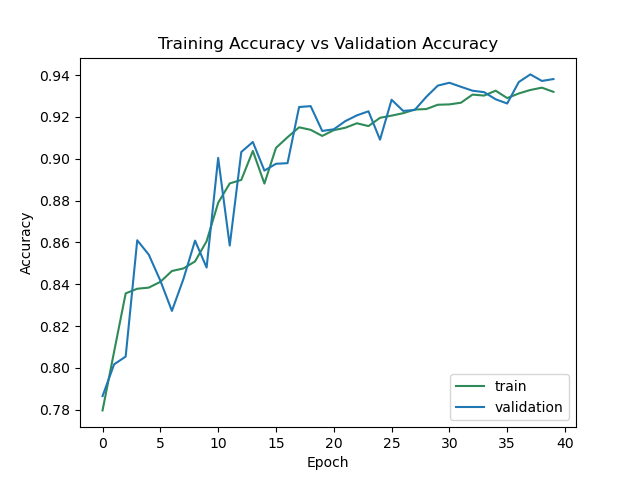 Training Accuracy vs Validation Accuracy
Accuracy
0.94
0.92
0.90
0.88
0.86
0.84
0.82
0.80
0.78
train
validation
0 5 10 15 20 25 30 35 40
Epoch